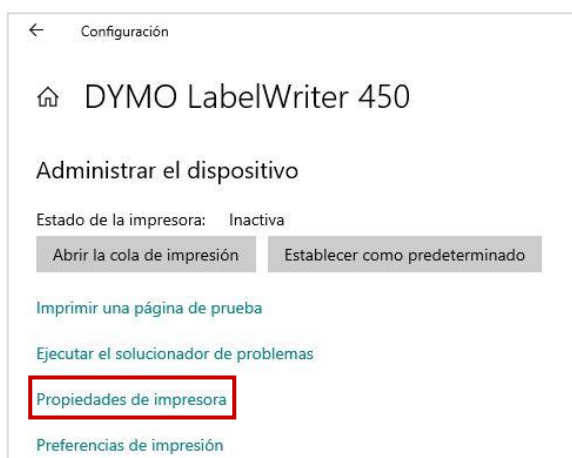 Configuración
DYMO LabelWriter 450
Administrar el dispositivo
Estado de la impresora: Inactiva
Abrir la cola de impresión Establecer como predeterminado
Imprimir una página de prueba
Ejecutar el solucionador de problemas
Propiedades de impresora
Preferencias de impresión